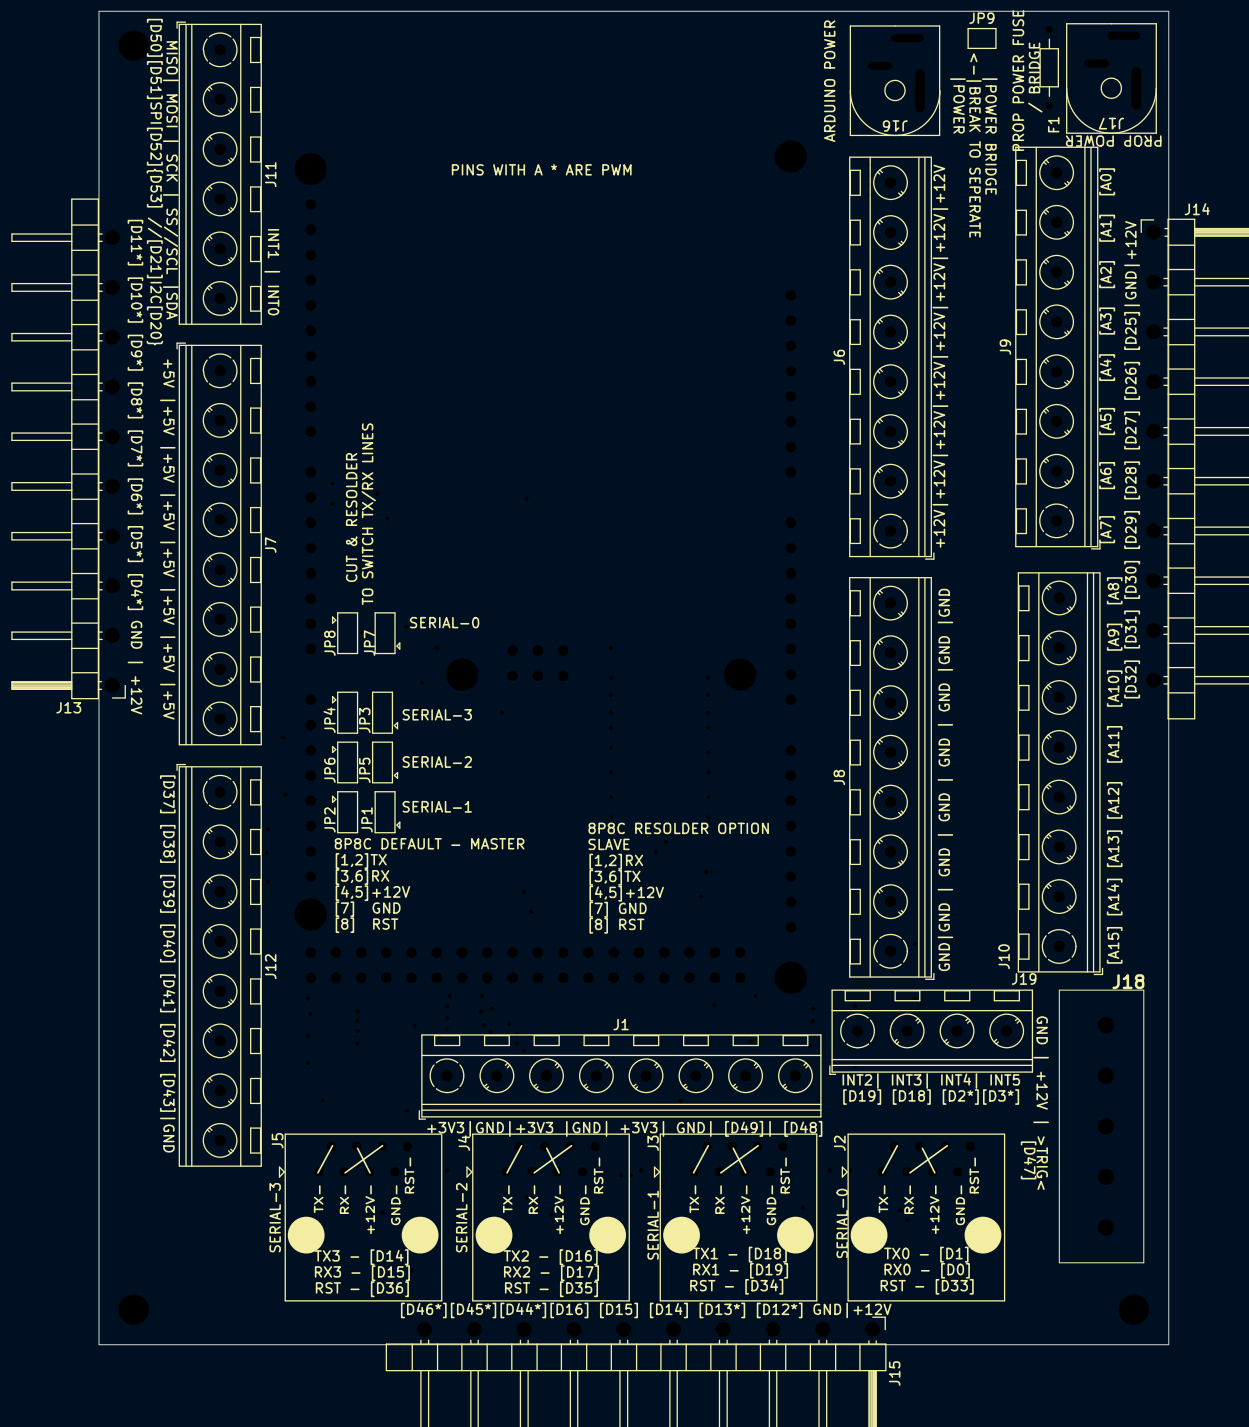 JP9
ARDUINO POWER
J16
<--|POWER BRIDGE
|BREAK TO SEPERATE
|POWER
PROP POWER FUSE
/ BRIDGE
F1
J17
PROP POWER
MISO| MOSI | SCK | SS //SCL |SDA
[D50][D51]SPI[D52][D53] //[D21]I2C[D20]
J11
INT1 | INT0
PINS WITH A * ARE PWM
+12V|+12V|+12V|+12V|+12V|+12V|+12V|+12V
J6
J9
[A0]
[A1]
[A2]
[A3]
[A4]
[A5]
[A6]
[A7]
J14
[D32] [D31] [D30] [D29] [D28] [D27] [D26] [D25]|GND|+12V
[D11*] [D10*] [D9*] [D8*] [D7*] [D6*] [D5*] [D4*] GND | +12V
J13
+5V |+5V |+5V |+5V |+5V |+5V |+5V |+5V
J7
CUT & RESOLDER
TO SWITCH TX/RX LINES
JP8
JP7
SERIAL-0
JP4
JP3
SERIAL-3
JP6
JP5
SERIAL-2
JP2
JP1
SERIAL-1
8P8C DEFAULT - MASTER
[1,2]TX
[3,6]RX
[4,5]+12V
[7] GND
[8] RST
8P8C RESOLDER OPTION
SLAVE
[1,2]RX
[3,6]TX
[4,5]+12V
[7] GND
[8] RST
J8
GND|GND | GND | GND | GND | GND |GND |GND
J10
[A15] [A14] [A13] [A12] [A11] [A10] [A9] [A8]
[D37] [D38] [D39] [D40] [D41] [D42] [D43]|GND
J12
J1
+3V3|GND|+3V3 |GND| +3V3| GND| [D49]| [D48]
J19
INT2| INT3| INT4| INT5
[D19] [D18] [D2*][D3*]
J18
GND | +12V | >TRIG<
[D47]
J5
SERIAL-3
TX-
RX-
+12V-
GND-
RST-
TX3 - [D14]
RX3 - [D15]
RST - [D36]
J4
SERIAL-2
TX-
RX-
+12V-
GND-
RST-
TX2 - [D16]
RX2 - [D17]
RST - [D35]
J3
SERIAL-1
TX-
RX-
+12V-
GND-
RST-
TX1 - [D18]
RX1 - [D19]
RST - [D34]
J2
SERIAL-0
TX-
RX-
+12V-
GND-
RST-
TX0 - [D1]
RX0 - [D0]
RST - [D33]
[D46*][D45*][D44*][D16] [D15] [D14] [D13*] [D12*] GND|+12V
J15